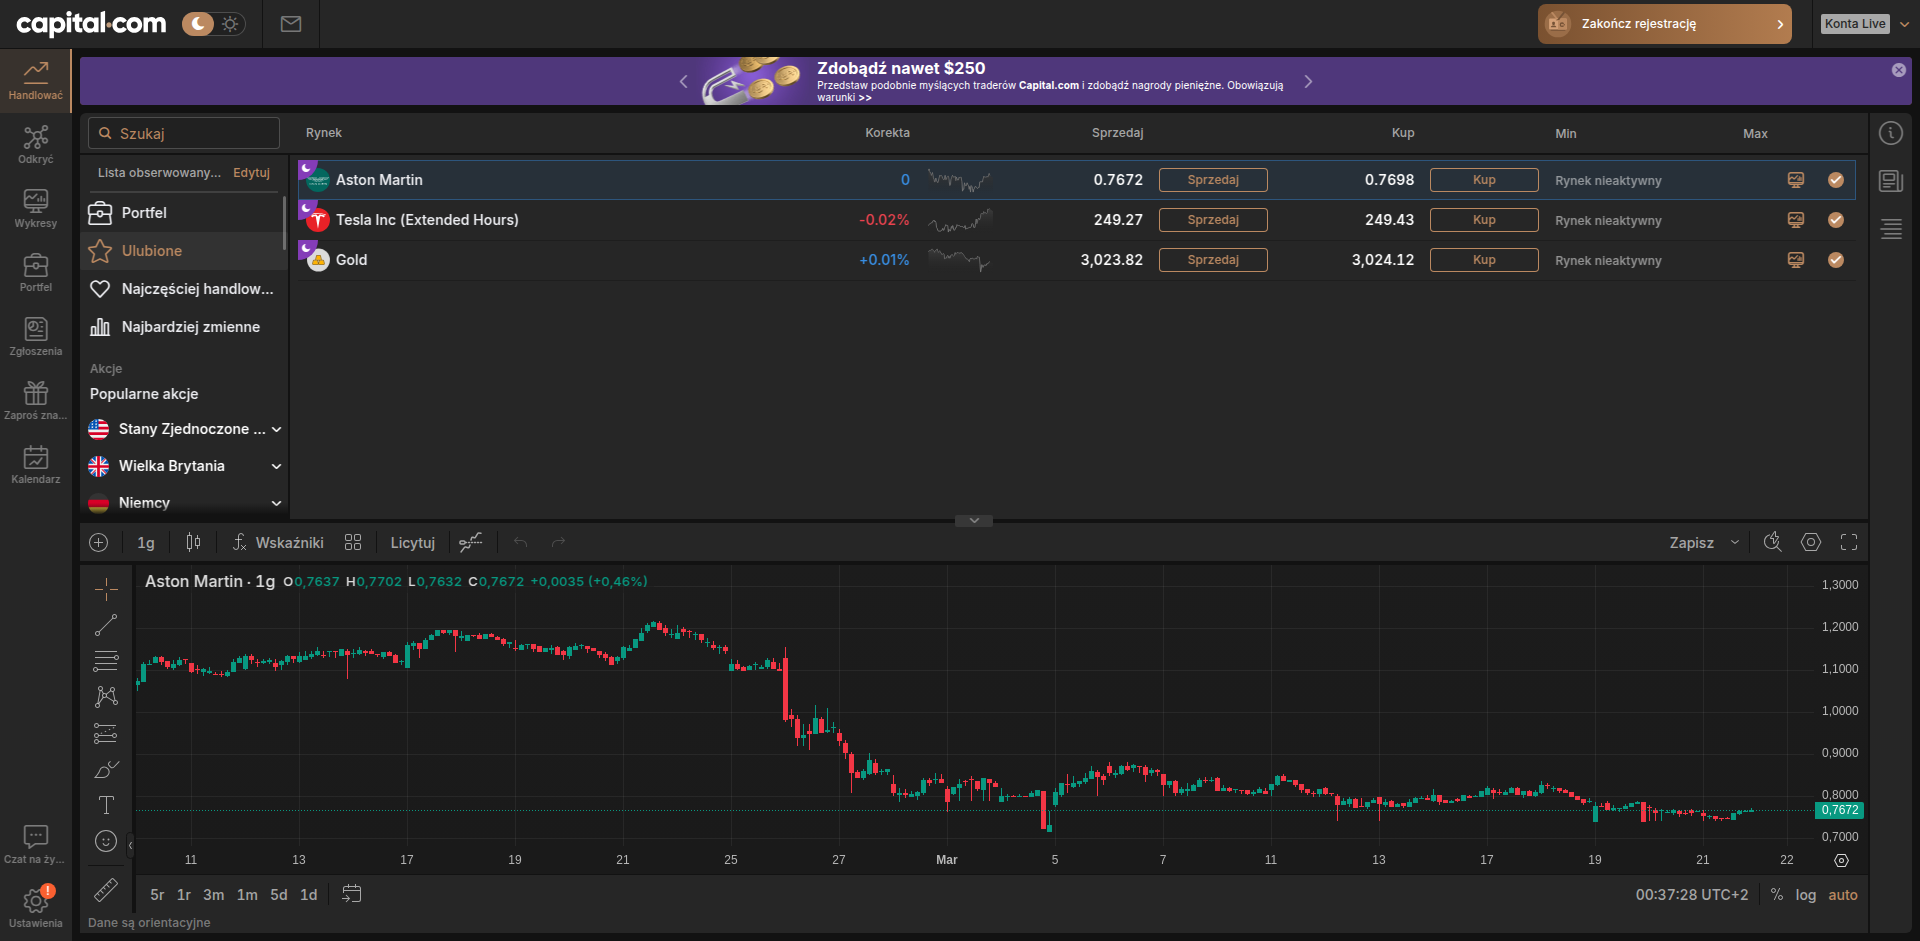 capital.com
Zakończ rejestrację
Konta Live
Handlować
Odkryć
Wykresy
Portfel
Zgłoszenia
Zaproś zna...
Kalendarz
Czat na ży...
!
Ustawienia
Zdobądź nawet $250
Przedstaw podobnie myślących traderów Capital.com i zdobądź nagrody pieniężne. Obowiązują
warunki >>
Szukaj
Lista obserwowany... Edytuj
Portfel
Ulubione
Najczęściej handlow...
Najbardziej zmienne
Akcje
Popularne akcje
Stany Zjednoczone ...
Wielka Brytania
Niemcy
Rynek Korekta Sprzedaj Kup Min Max
Aston Martin 0 0.7672 Sprzedaj 0.7698 Kup Rynek nieaktywny
Tesla Inc (Extended Hours) -0.02% 249.27 Sprzedaj 249.43 Kup Rynek nieaktywny
Gold +0.01% 3,023.82 Sprzedaj 3,024.12 Kup Rynek nieaktywny
1g Wskaźniki Licytuj Zapisz
Aston Martin · 1g O0,7637 H0,7702 L0,7632 C0,7672 +0,0035 (+0,46%)
1,3000
1,2000
1,1000
1,0000
0,9000
0,8000
0,7672
0,7000
11 13 17 19 21 25 27 Mar 5 7 11 13 17 19 21 22
5r 1r 3m 1m 5d 1d 00:37:28 UTC+2 % log auto
Dane są orientacyjne